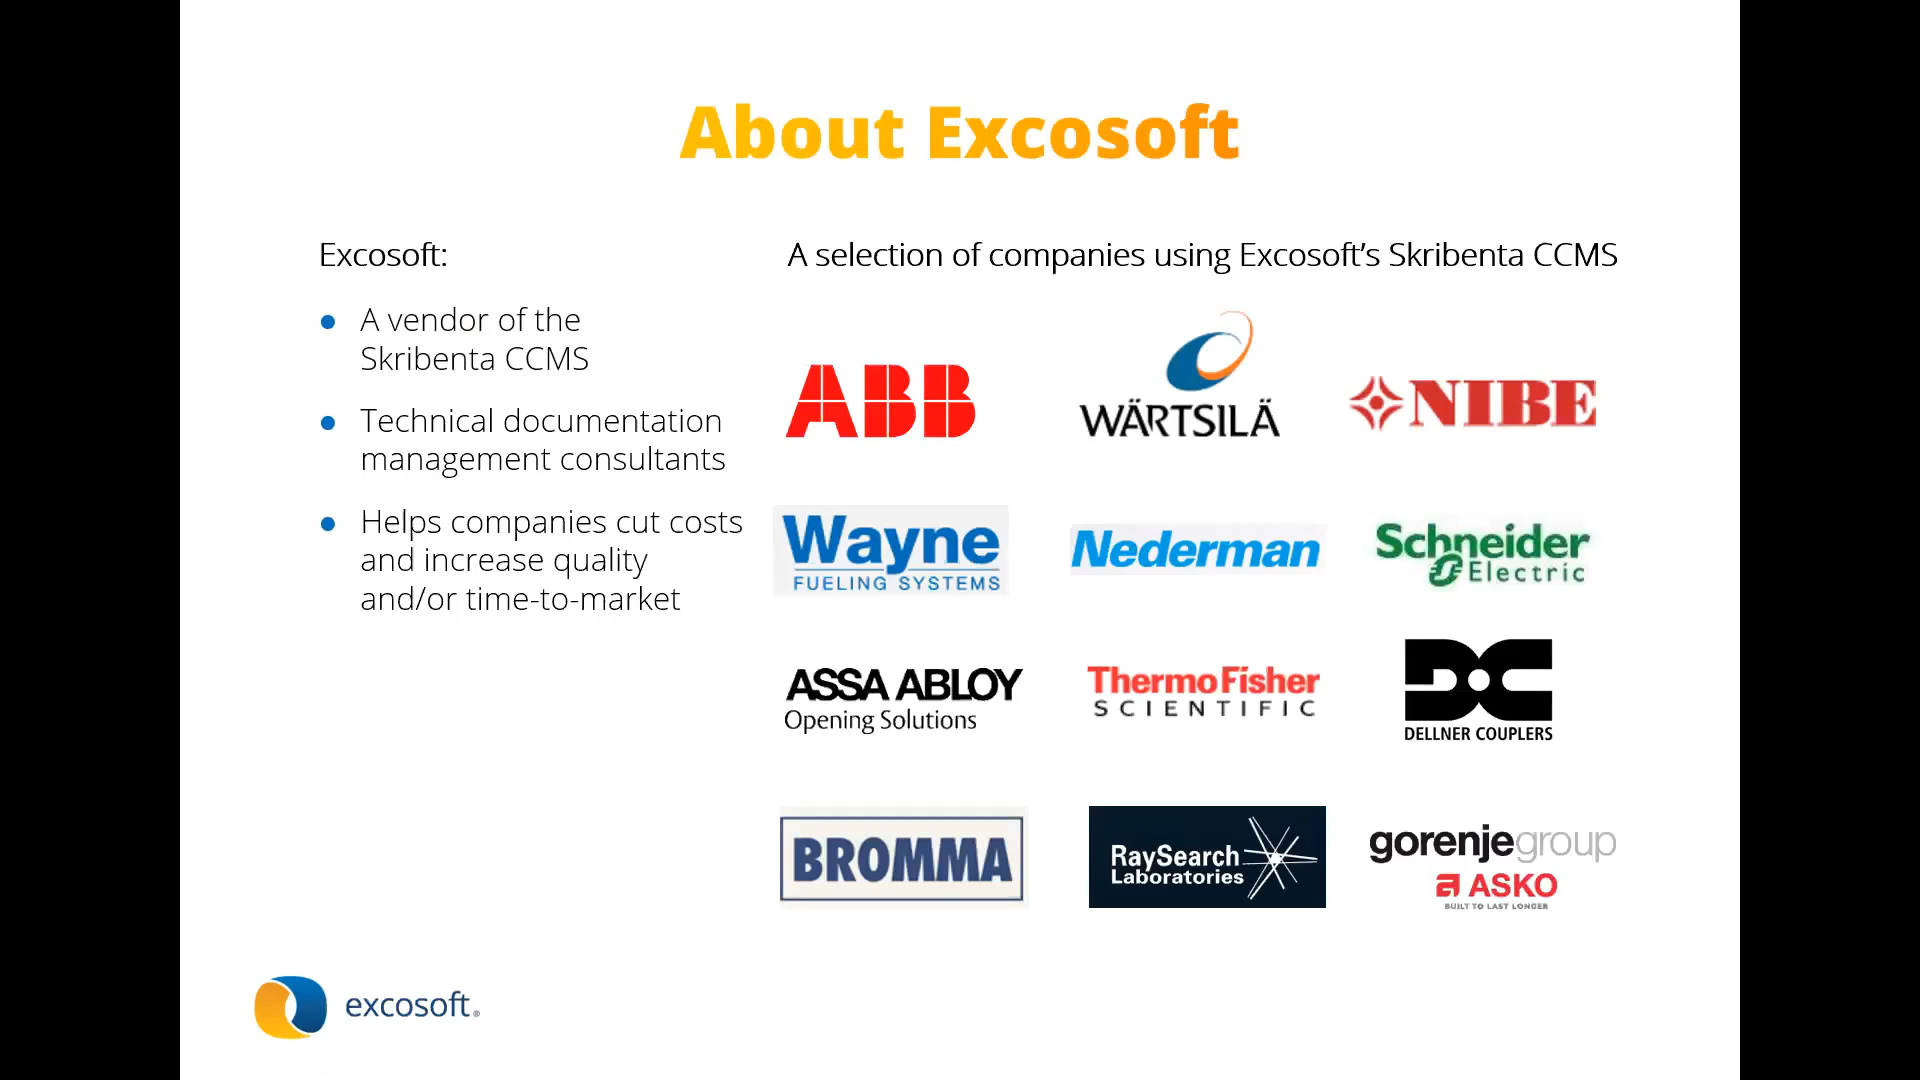 About Excosoft
Excosoft:
● A vendor of the
Skribenta CCMS
● Technical documentation
management consultants
● Helps companies cut costs
and increase quality
and/or time-to-market
A selection of companies using Excosoft’s Skribenta CCMS
ABB
WÄRTSILÄ
NIBE
Wayne
FUELING SYSTEMS
Nederman
Schneider
Electric
ASSA ABLOY
Opening Solutions
ThermoFisher
SCIENTIFIC
DC
DELLNER COUPLERS
BROMMA
RaySearch
Laboratories
gorenjegroup
ASKO
BUILT TO LAST LONGER
excosoft®